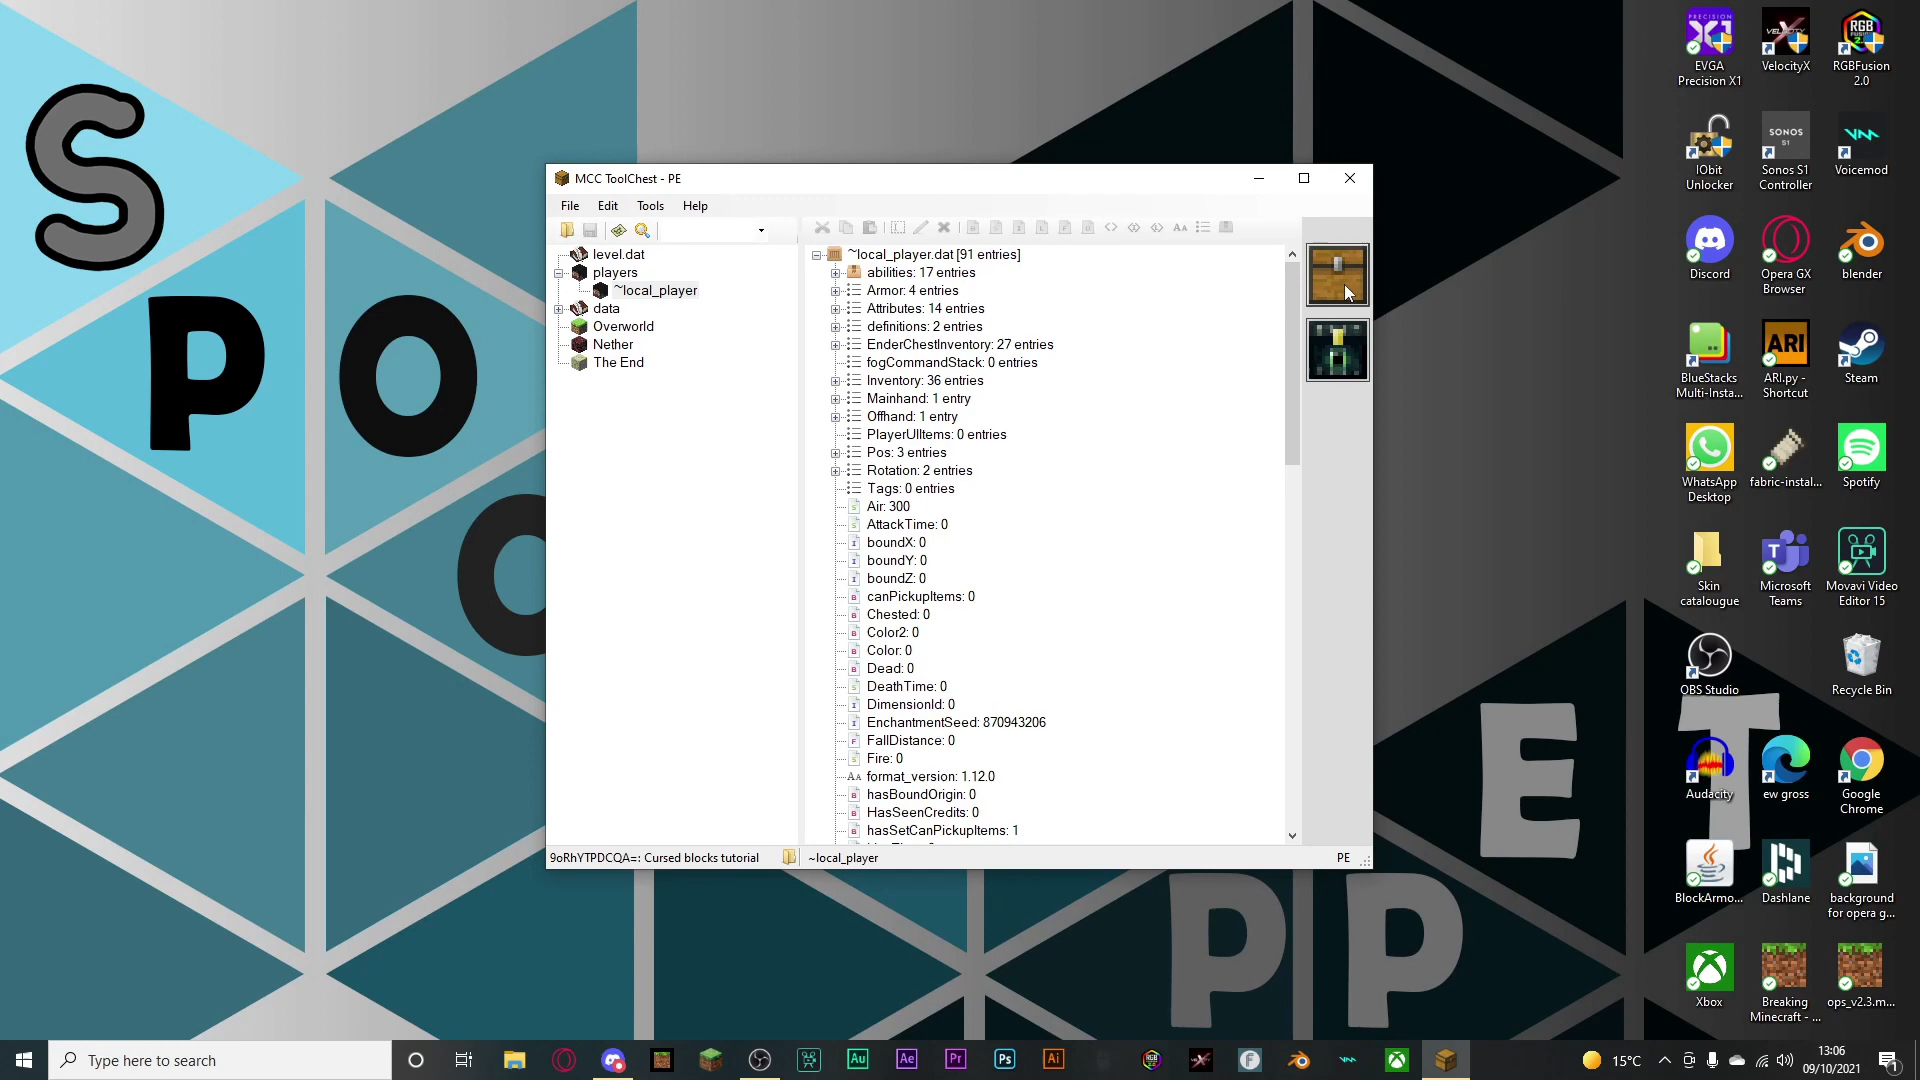 S
P O
O
E T
P P
MCC ToolChest - PE
File Edit Tools Help
level.dat
players
~local_player
data
Overworld
Nether
The End
~local_player.dat [91 entries]
abilities: 17 entries
Armor: 4 entries
Attributes: 14 entries
definitions: 2 entries
EnderChestInventory: 27 entries
fogCommandStack: 0 entries
Inventory: 36 entries
Mainhand: 1 entry
Offhand: 1 entry
PlayerUIItems: 0 entries
Pos: 3 entries
Rotation: 2 entries
Tags: 0 entries
Air: 300
AttackTime: 0
boundX: 0
boundY: 0
boundZ: 0
canPickupItems: 0
Chested: 0
Color2: 0
Color: 0
Dead: 0
DeathTime: 0
DimensionId: 0
EnchantmentSeed: 870943206
FallDistance: 0
Fire: 0
format_version: 1.12.0
hasBoundOrigin: 0
HasSeenCredits: 0
hasSetCanPickupItems: 1
9oRhYTPDCQA=: Cursed blocks tutorial
~local_player
PE
EVGA Precision X1
VelocityX
RGBFusion 2.0
IObit Unlocker
Sonos S1 Controller
Voicemod
Discord
Opera GX Browser
blender
BlueStacks Multi-Insta...
ARI.py - Shortcut
Steam
WhatsApp Desktop
fabric-instal...
Spotify
Skin catalougue
Microsoft Teams
Movavi Video Editor 15
OBS Studio
Recycle Bin
Audacity
ew gross
Google Chrome
BlockArmo...
Dashlane
background for opera g...
Xbox
Breaking Minecraft - ...
ops_v2.3.m...
Type here to search
15°C
13:06
09/10/2021